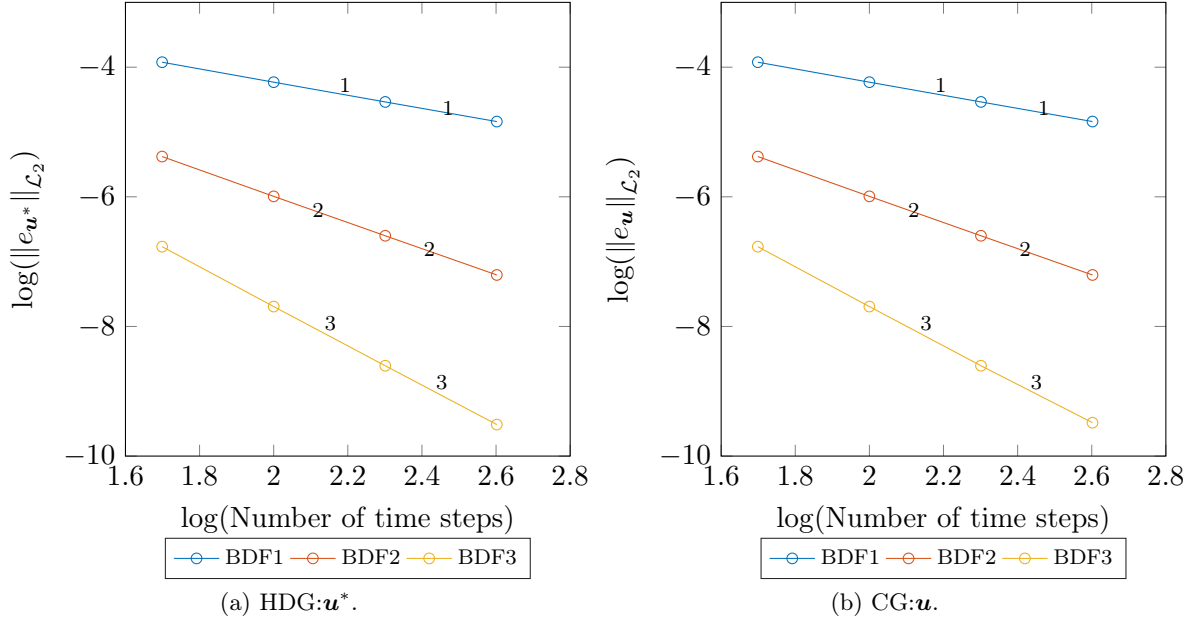 −4
−6
−8
−10
1.6 1.8 2 2.2 2.4 2.6 2.8
log(‖e_{u*}‖_{ℒ₂})
log(Number of time steps)
1
1
2
2
3
3
BDF1 BDF2 BDF3
(a) HDG:u*.
−4
−6
−8
−10
1.6 1.8 2 2.2 2.4 2.6 2.8
log(‖e_u‖_{ℒ₂})
log(Number of time steps)
1
1
2
2
3
3
BDF1 BDF2 BDF3
(b) CG:u.